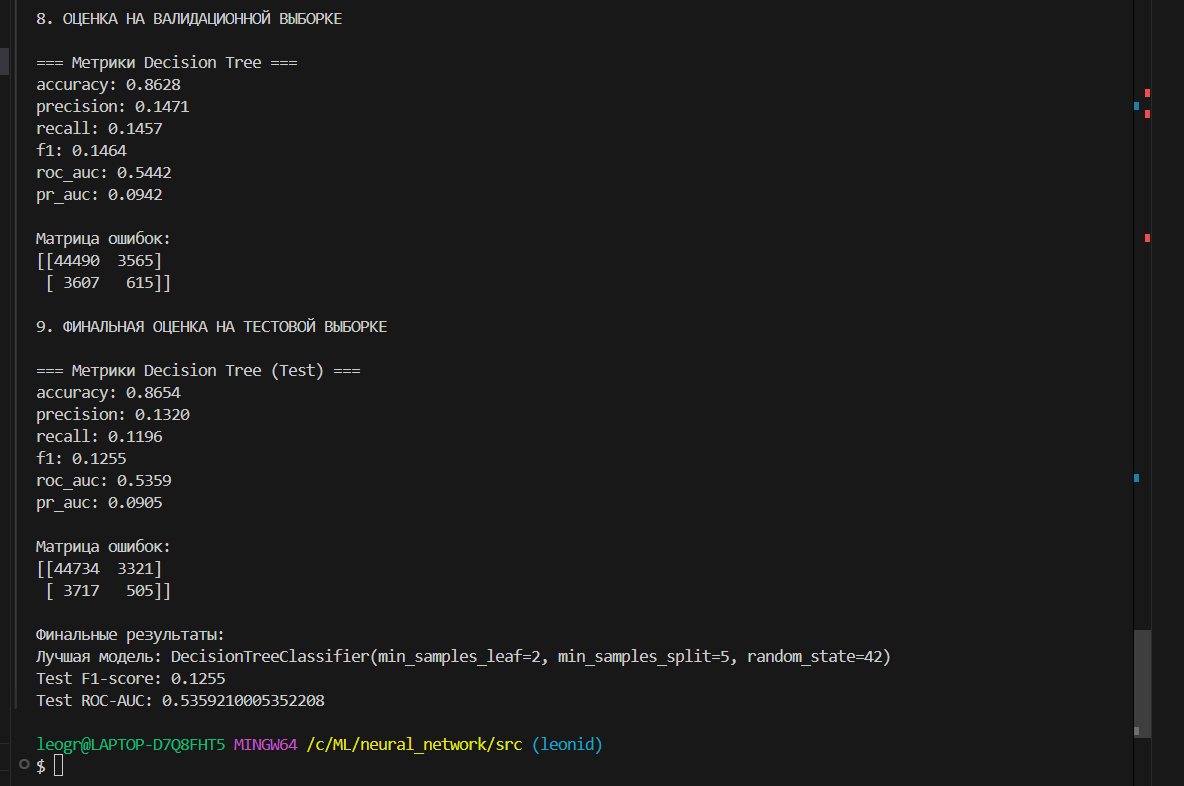 8. ОЦЕНКА НА ВАЛИДАЦИОННОЙ ВЫБОРКЕ
=== Метрики Decision Tree ===
accuracy: 0.8628
precision: 0.1471
recall: 0.1457
f1: 0.1464
roc_auc: 0.5442
pr_auc: 0.0942
Матрица ошибок:
[[44490  3565]
 [ 3607   615]]
9. ФИНАЛЬНАЯ ОЦЕНКА НА ТЕСТОВОЙ ВЫБОРКЕ
=== Метрики Decision Tree (Test) ===
accuracy: 0.8654
precision: 0.1320
recall: 0.1196
f1: 0.1255
roc_auc: 0.5359
pr_auc: 0.0905
Матрица ошибок:
[[44734  3321]
 [ 3717   505]]
Финальные результаты:
Лучшая модель: DecisionTreeClassifier(min_samples_leaf=2, min_samples_split=5, random_state=42)
Test F1-score: 0.1255
Test ROC-AUC: 0.5359210005352208
leogr@LAPTOP-D7Q8FHT5 MINGW64 /c/ML/neural_network/src (leonid)
$